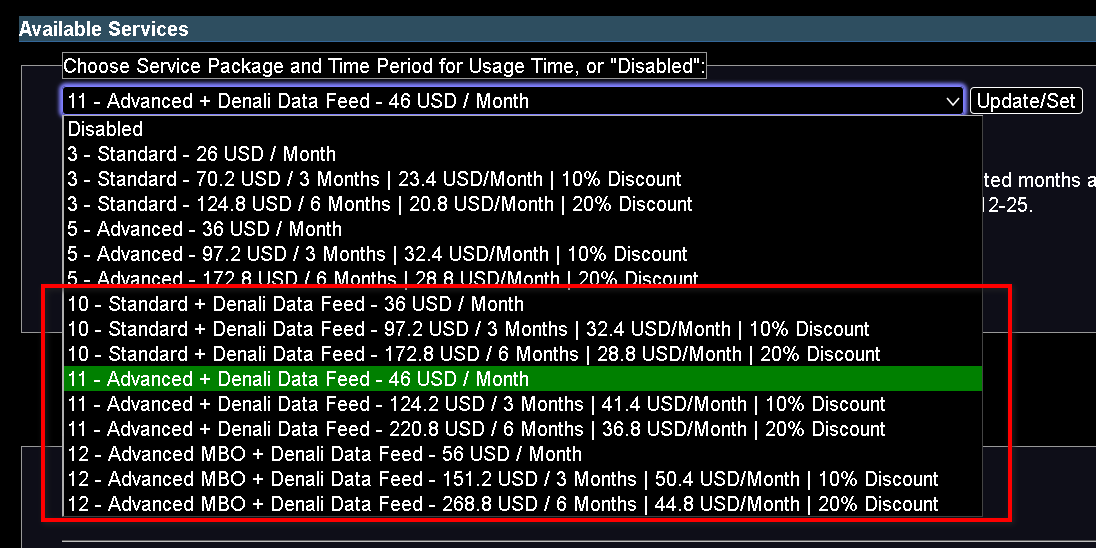 Available Services
Choose Service Package and Time Period for Usage Time, or "Disabled":
11 - Advanced + Denali Data Feed - 46 USD / Month
Update/Set
Disabled
3 - Standard - 26 USD / Month
3 - Standard - 70.2 USD / 3 Months | 23.4 USD/Month | 10% Discount
ted months a
3 - Standard - 124.8 USD / 6 Months | 20.8 USD/Month | 20% Discount
12-25.
5 - Advanced - 36 USD / Month
5 - Advanced - 97.2 USD / 3 Months | 32.4 USD/Month | 10% Discount
5 - Advanced - 172.8 USD / 6 Months | 28.8 USD/Month | 20% Discount
10 - Standard + Denali Data Feed - 36 USD / Month
10 - Standard + Denali Data Feed - 97.2 USD / 3 Months | 32.4 USD/Month | 10% Discount
10 - Standard + Denali Data Feed - 172.8 USD / 6 Months | 28.8 USD/Month | 20% Discount
11 - Advanced + Denali Data Feed - 46 USD / Month
11 - Advanced + Denali Data Feed - 124.2 USD / 3 Months | 41.4 USD/Month | 10% Discount
11 - Advanced + Denali Data Feed - 220.8 USD / 6 Months | 36.8 USD/Month | 20% Discount
12 - Advanced MBO + Denali Data Feed - 56 USD / Month
12 - Advanced MBO + Denali Data Feed - 151.2 USD / 3 Months | 50.4 USD/Month | 10% Discount
12 - Advanced MBO + Denali Data Feed - 268.8 USD / 6 Months | 44.8 USD/Month | 20% Discount